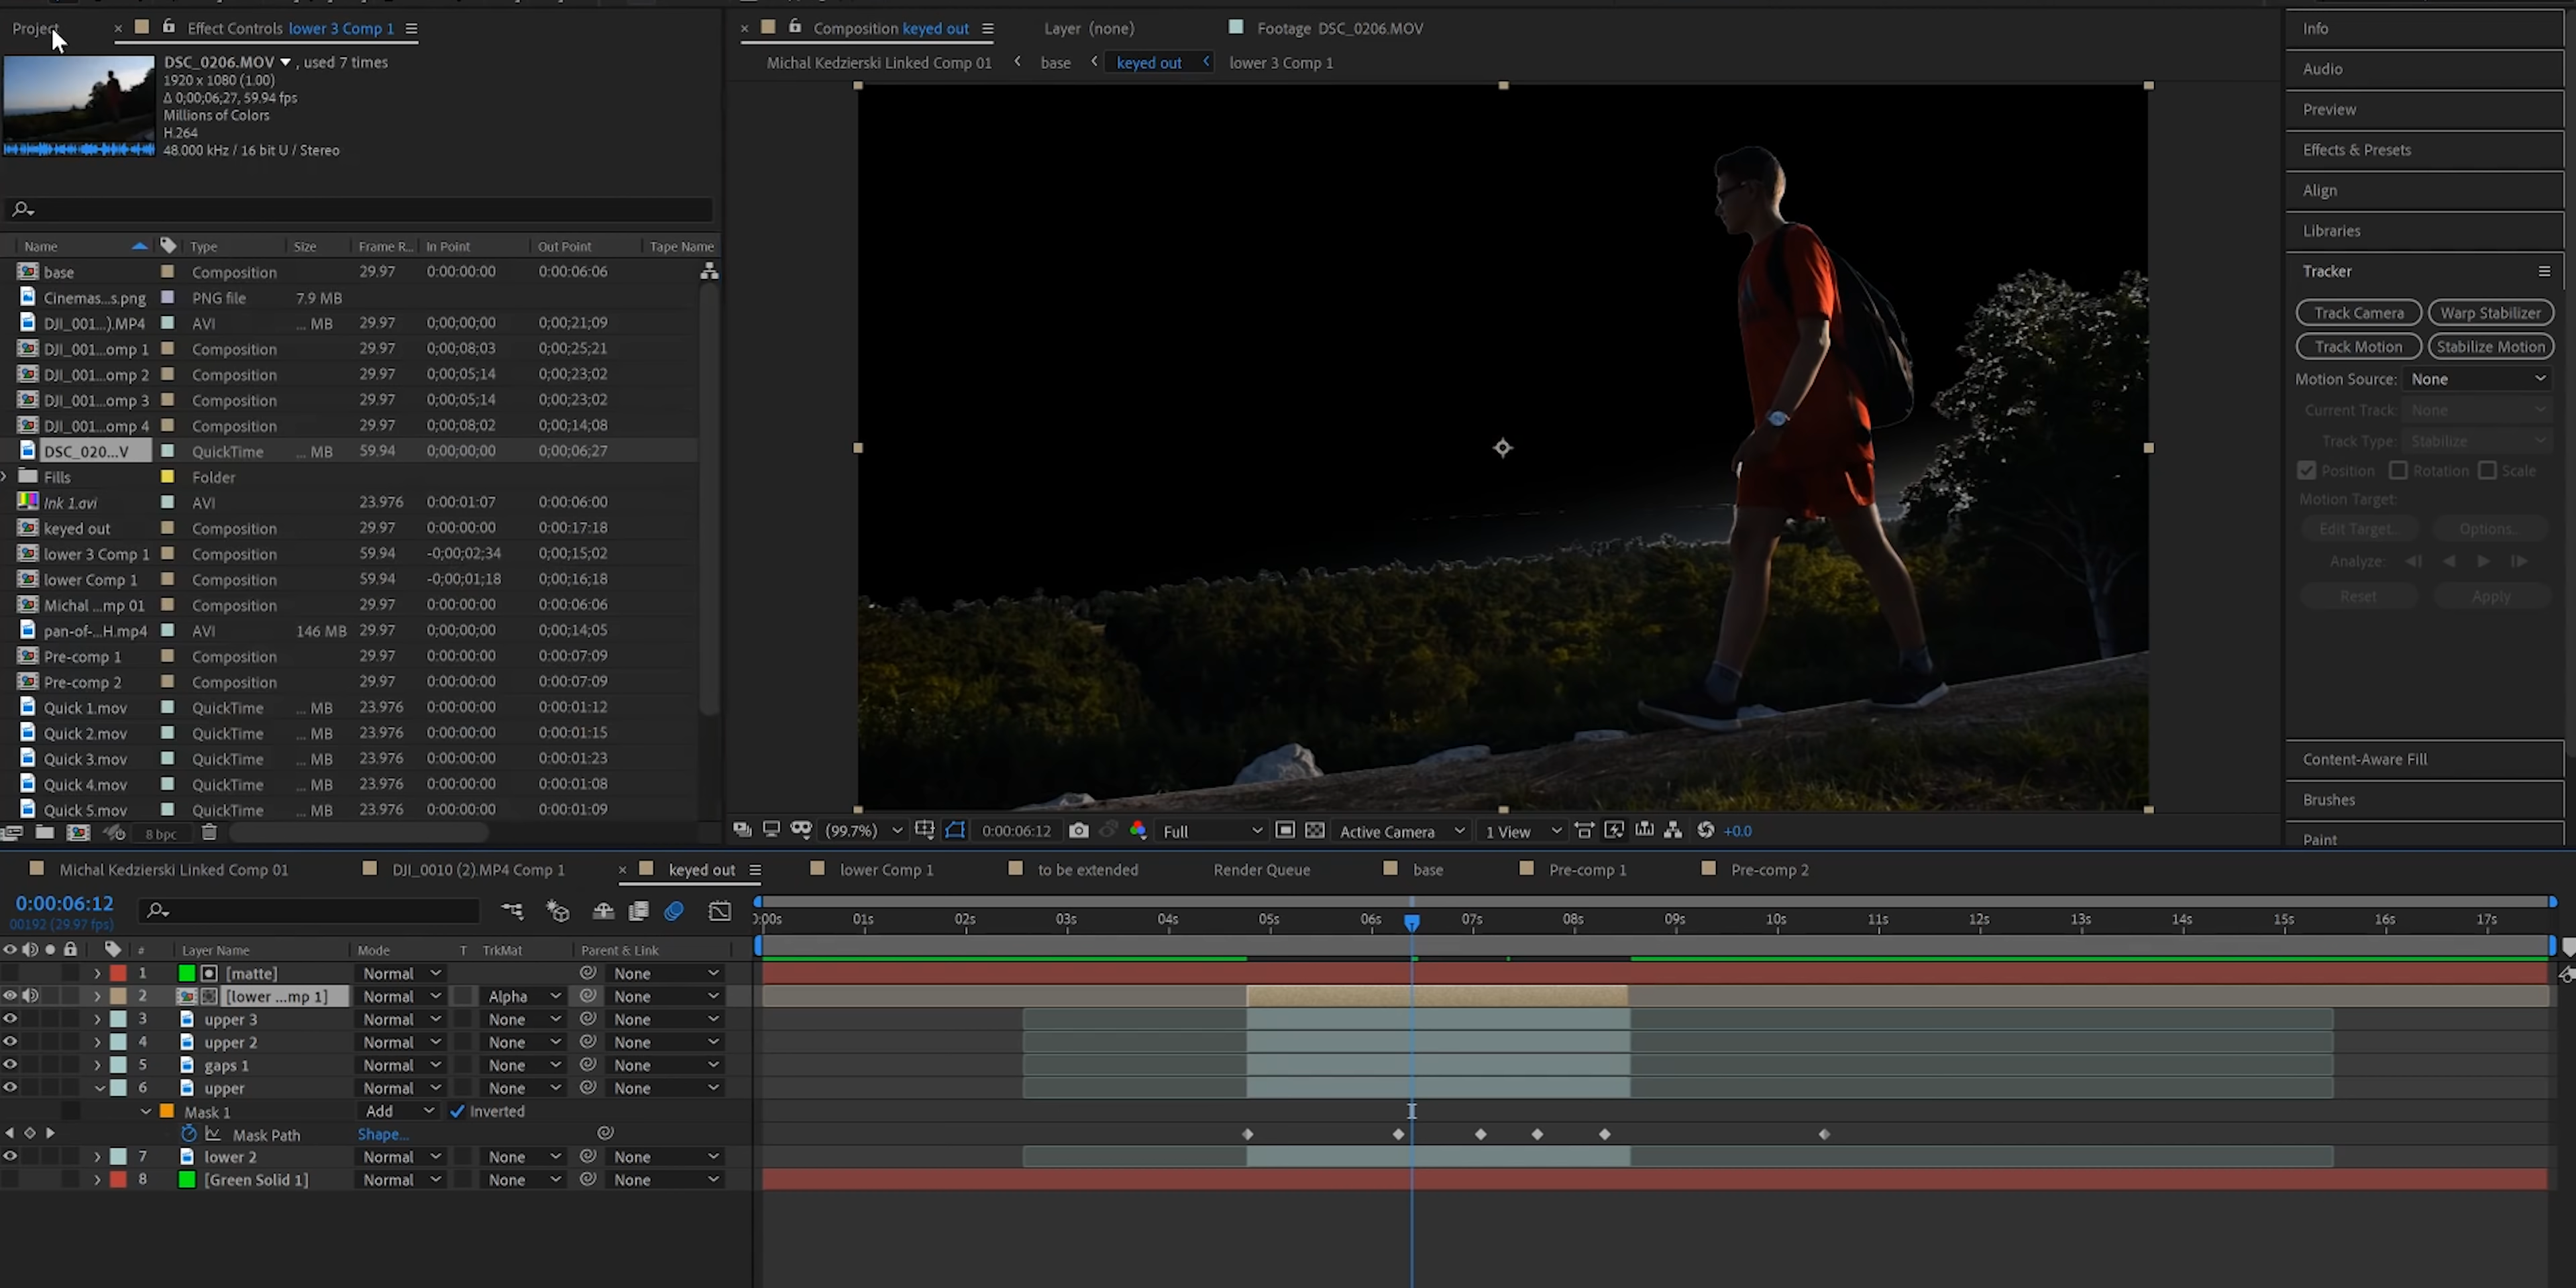 Project
Effect Controls lower 3 Comp 1
DSC_0206.MOV , used 7 times
1920 x 1080 (1.00)
Δ 0;00;06;27, 59.94 fps
Millions of Colors
H.264
48.000 kHz / 16 bit U / Stereo
Name Type Size Frame R... In Point Out Point Tape Name
base Composition 29.97 0:00:00:00 0:00:06:06
Cinemas...s.png PNG file 7.9 MB
DJI_001...).MP4 AVI ... MB 29.97 0;00;00;00 0;00;21;09
DJI_001...omp 1 Composition 29.97 0;00;08;03 0;00;25;21
DJI_001...omp 2 Composition 29.97 0;00;05;14 0;00;23;02
DJI_001...omp 3 Composition 29.97 0;00;05;14 0;00;23;02
DJI_001...omp 4 Composition 29.97 0;00;08;02 0;00;14;08
DSC_020...V QuickTime ... MB 59.94 0;00;00;00 0;00;06;27
Fills Folder
Ink 1.avi AVI 23.976 0:00:01:07 0:00:06:00
keyed out Composition 29.97 0:00:00:00 0:00:17:18
lower 3 Comp 1 Composition 59.94 -0;00;02;34 0;00;15;02
lower Comp 1 Composition 59.94 -0;00;01;18 0;00;16;18
Michal ...mp 01 Composition 29.97 0:00:00:00 0:00:06:06
pan-of-...H.mp4 AVI 146 MB 29.97 0;00;00;00 0;00;14;05
Pre-comp 1 Composition 29.97 0:00:00:00 0:00:07:09
Pre-comp 2 Composition 29.97 0:00:00:00 0:00:07:09
Quick 1.mov QuickTime ... MB 23.976 0:00:00:00 0:00:01:12
Quick 2.mov QuickTime ... MB 23.976 0:00:00:00 0:00:01:15
Quick 3.mov QuickTime ... MB 23.976 0:00:00:00 0:00:01:23
Quick 4.mov QuickTime ... MB 23.976 0:00:00:00 0:00:01:08
Quick 5.mov QuickTime ... MB 23.976 0:00:00:00 0:00:01:09
8 bpc
Composition keyed out Layer (none) Footage DSC_0206.MOV
Michal Kedzierski Linked Comp 01 base keyed out lower 3 Comp 1
(99.7%) 0:00:06:12 Full Active Camera 1 View +0.0
Info
Audio
Preview
Effects & Presets
Align
Libraries
Tracker
Track Camera Warp Stabilizer
Track Motion Stabilize Motion
Motion Source: None
Current Track: None
Track Type: Stabilize
Position Rotation Scale
Motion Target:
Edit Target... Options...
Analyze:
Reset Apply
Content-Aware Fill
Brushes
Paint
Michal Kedzierski Linked Comp 01 DJI_0010 (2).MP4 Comp 1 keyed out lower Comp 1 to be extended Render Queue base Pre-comp 1 Pre-comp 2
0:00:06:12
00192 (29.97 fps)
):00s 01s 02s 03s 04s 05s 06s 07s 08s 09s 10s 11s 12s 13s 14s 15s 16s 17s
# Layer Name Mode T TrkMat Parent & Link
1 [matte] Normal None
2 [lower ...mp 1] Normal Alpha None
3 upper 3 Normal None None
4 upper 2 Normal None None
5 gaps 1 Normal None None
6 upper Normal None None
Mask 1 Add Inverted
Mask Path Shape...
7 lower 2 Normal None None
8 [Green Solid 1] Normal None None